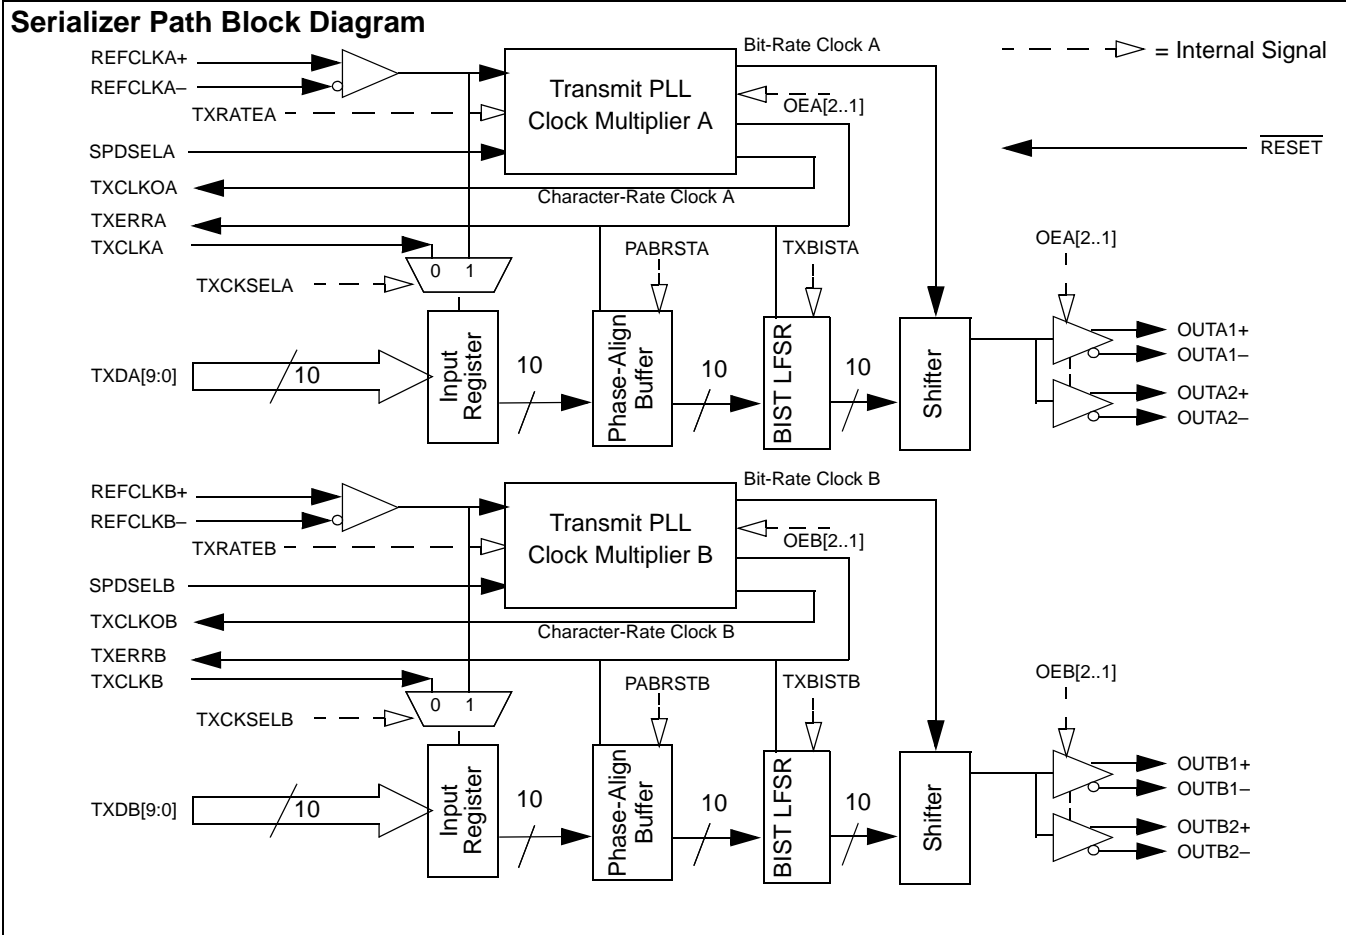 Serializer Path Block Diagram
= Internal Signal
RESET
REFCLKA+
REFCLKA–
TXRATEA
SPDSELA
TXCLKOA
TXERRA
TXCLKA
TXCKSELA
TXDA[9:0]
10
Transmit PLL
Clock Multiplier A
Bit-Rate Clock A
OEA[2..1]
Character-Rate Clock A
0 1
PABRSTA
TXBISTA
Input
Register
10
Phase-Align
Buffer
10
BIST LFSR
10
Shifter
OEA[2..1]
OUTA1+
OUTA1–
OUTA2+
OUTA2–
REFCLKB+
REFCLKB–
TXRATEB
SPDSELB
TXCLKOB
TXERRB
TXCLKB
TXCKSELB
TXDB[9:0]
10
Transmit PLL
Clock Multiplier B
Bit-Rate Clock B
OEB[2..1]
Character-Rate Clock B
0 1
PABRSTB
TXBISTB
Input
Register
10
Phase-Align
Buffer
10
BIST LFSR
10
Shifter
OEB[2..1]
OUTB1+
OUTB1–
OUTB2+
OUTB2–